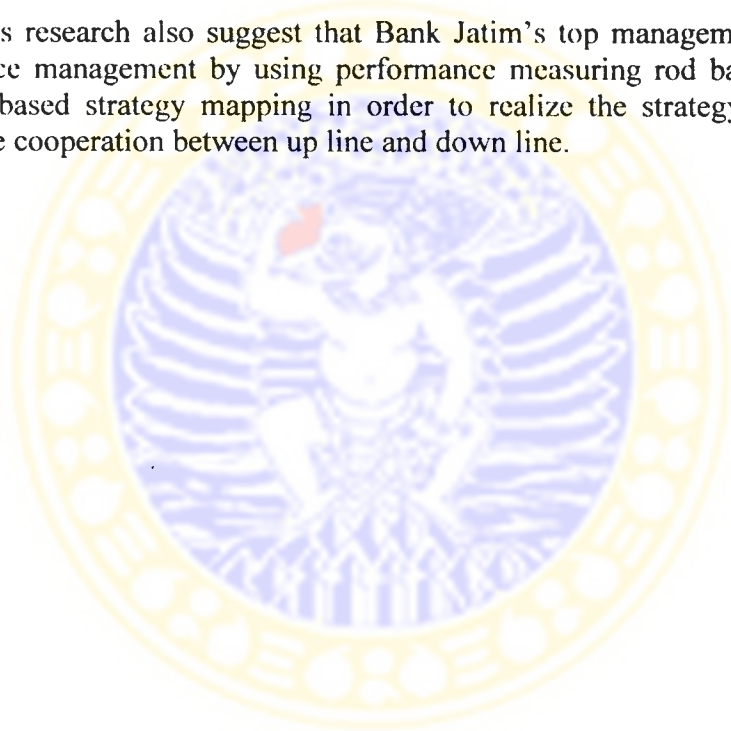 s research also suggest that Bank Jatim's top managem
ce management by using performance measuring rod ba
based strategy mapping in order to realize the strategy
e cooperation between up line and down line.